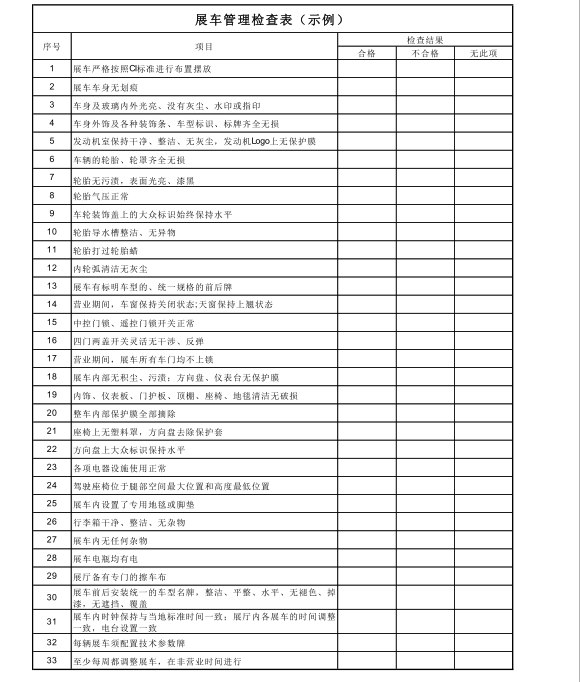 展车管理检查表（示例）
序号 项目 检查结果
合格 不合格 无此项
1 展车严格按照CI标准进行布置摆放
2 展车车身无划痕
3 车身及玻璃内外光亮、没有灰尘、水印或指印
4 车身外饰及各种装饰条、车型标识、标牌齐全无损
5 发动机室保持干净、整洁、无灰尘，发动机Logo上无保护膜
6 车辆的轮胎、轮罩齐全无损
7 轮胎无污渍，表面光亮、漆黑
8 轮胎气压正常
9 车轮装饰盖上的大众标识始终保持水平
10 轮胎导水槽整洁、无异物
11 轮胎打过轮胎蜡
12 内轮弧清洁无灰尘
13 展车有标明车型的、统一规格的前后牌
14 营业期间，车窗保持关闭状态;天窗保持上翘状态
15 中控门锁、遥控门锁开关正常
16 四门两盖开关灵活无干涉、反弹
17 营业期间，展车所有车门均不上锁
18 展车内部无积尘、污渍；方向盘、仪表台无保护膜
19 内饰、仪表板、门护板、顶棚、座椅、地毯清洁无破损
20 整车内部保护膜全部摘除
21 座椅上无塑料罩，方向盘去除保护套
22 方向盘上大众标识保持水平
23 各项电器设施使用正常
24 驾驶座椅位于腿部空间最大位置和高度最低位置
25 展车内设置了专用地毯或脚垫
26 行李箱干净、整洁、无杂物
27 展车内无任何杂物
28 展车电瓶均有电
29 展厅备有专门的擦车布
30 展车前后安装统一的车型名牌，整洁、平整、水平、无褪色、掉
漆，无遮挡、覆盖
31 展车内时钟保持与当地标准时间一致；展厅内各展车的时间调整
一致，电台设置一致
32 每辆展车须配置技术参数牌
33 至少每周都调整展车，在非营业时间进行